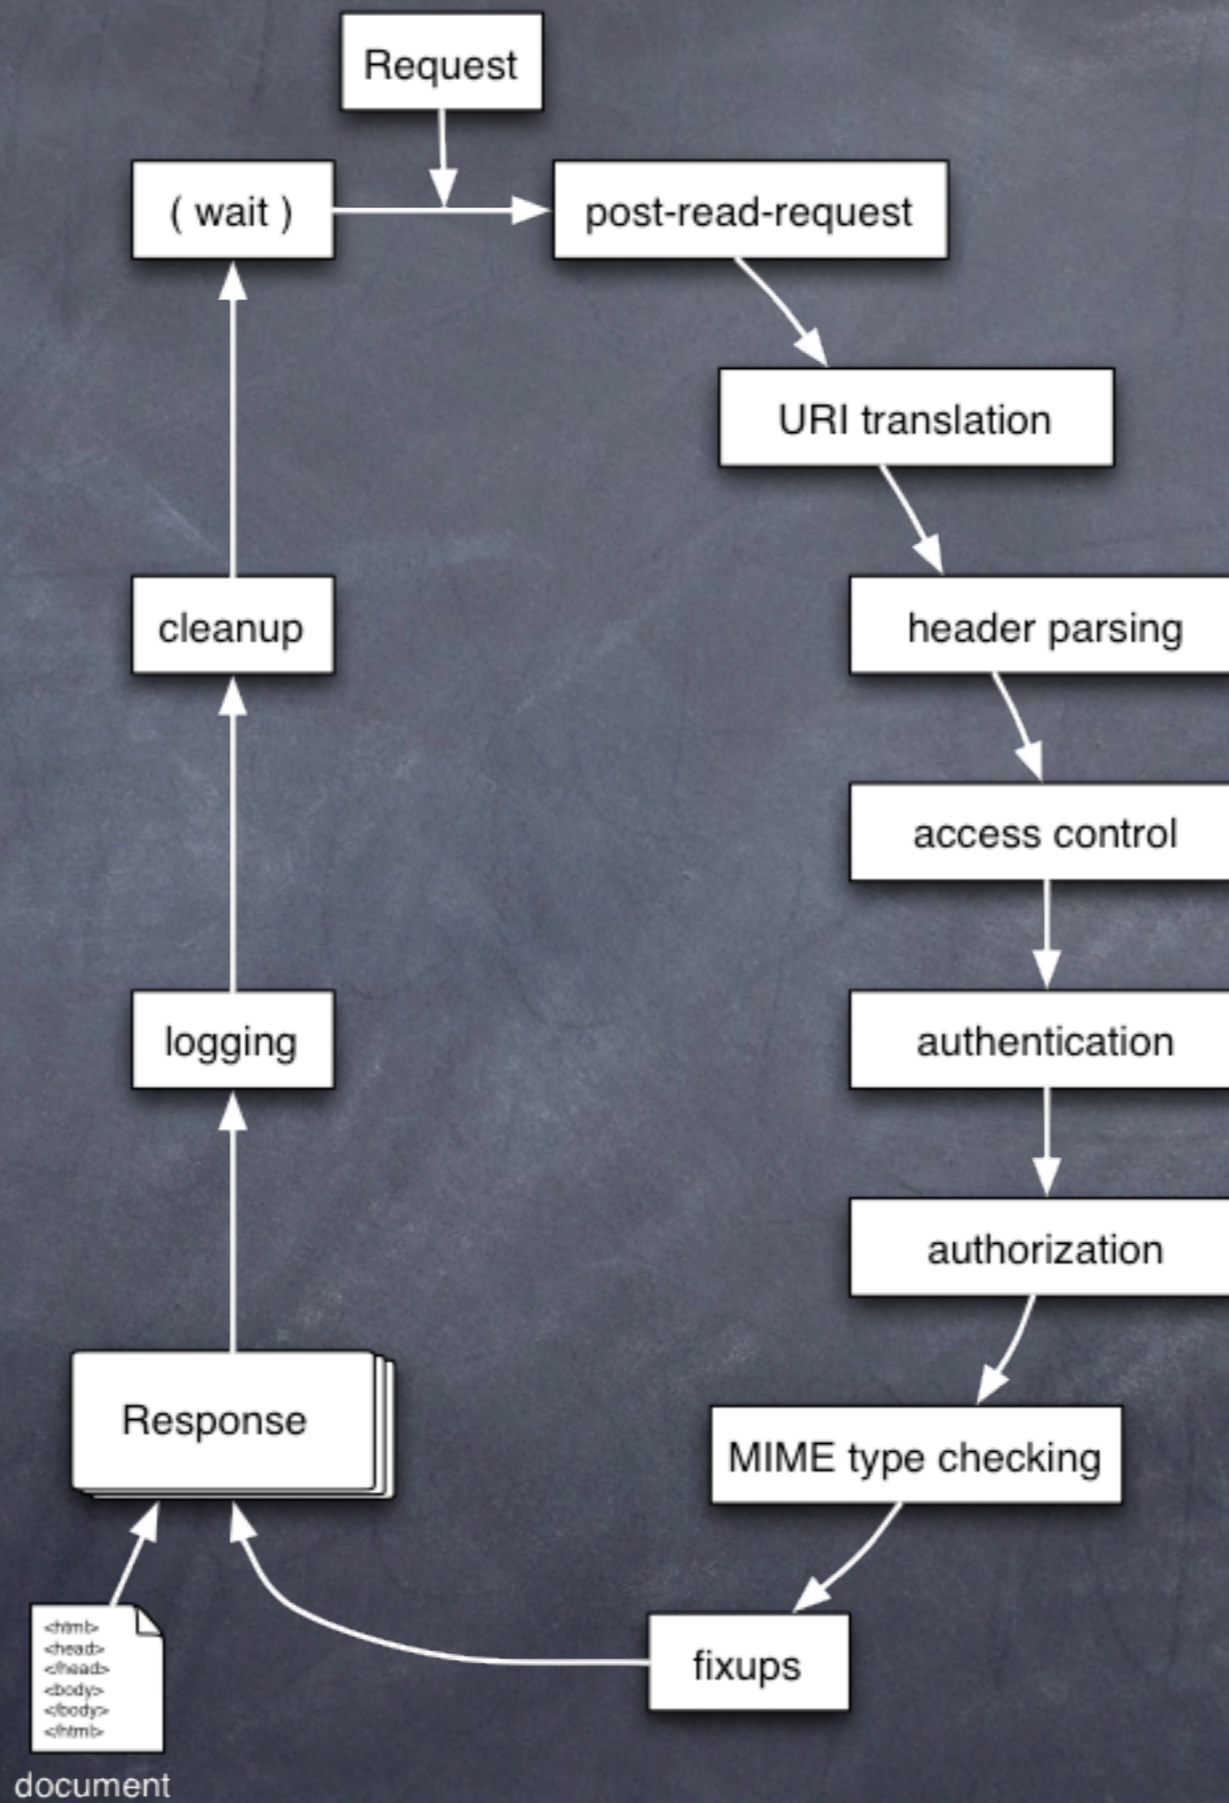 Request
( wait )
post-read-request
URI translation
header parsing
access control
authentication
authorization
MIME type checking
fixups
Response
logging
cleanup
<html>
<head>
</head>
<body>
</body>
</html>
document